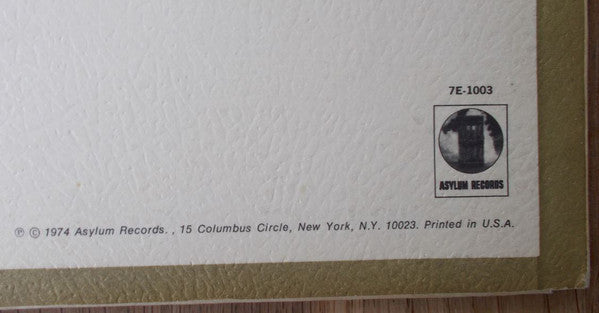 7E-1003
ASYLUM RECORDS
℗ © 1974 Asylum Records. , 15 Columbus Circle, New York, N.Y. 10023. Printed in U.S.A.